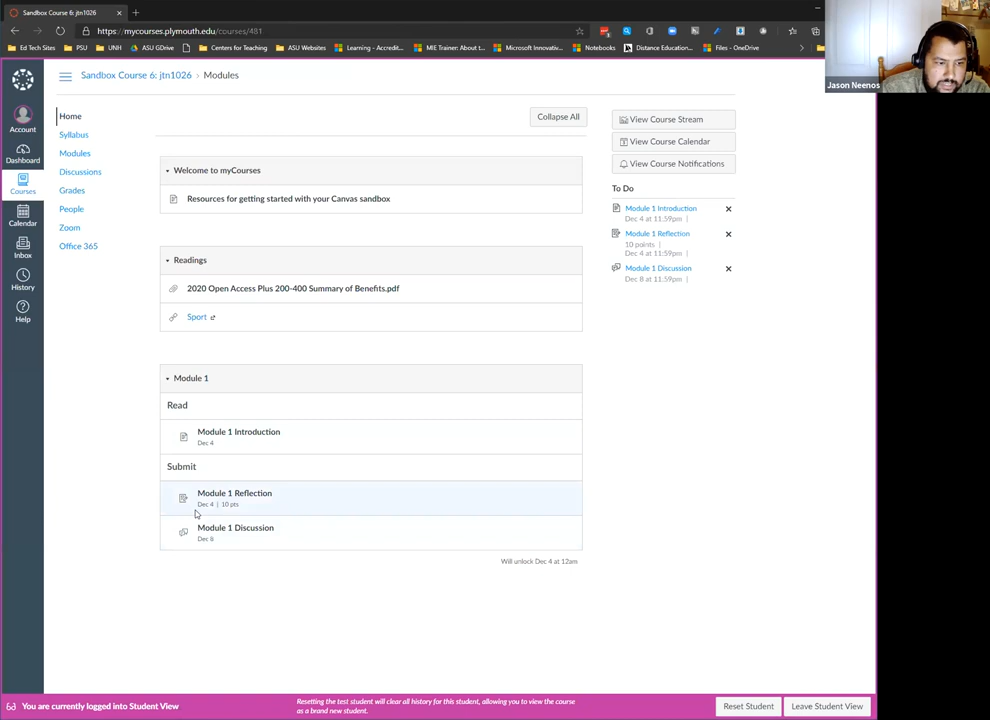 Sandbox Course 6: jtn1026
https://mycourses.plymouth.edu/courses/481
Ed Tech Sites
PSU
UNH
ASU GDrive
Centers for Teaching
ASU Websites
Learning - Accredit...
MIE Trainer: About t...
Microsoft Innovativ...
Notebooks
Distance Education...
Files - OneDrive
Jason Neenos
Sandbox Course 6: jtn1026 › Modules
Account
Dashboard
Courses
Calendar
Inbox
History
Help
Home
Syllabus
Modules
Discussions
Grades
People
Zoom
Office 365
Collapse All
Welcome to myCourses
Resources for getting started with your Canvas sandbox
Readings
2020 Open Access Plus 200-400 Summary of Benefits.pdf
Sport
Module 1
Read
Module 1 Introduction
Dec 4
Submit
Module 1 Reflection
Dec 4 | 10 pts
Module 1 Discussion
Dec 8
Will unlock Dec 4 at 12am
View Course Stream
View Course Calendar
View Course Notifications
To Do
Module 1 Introduction
Dec 4 at 11:59pm |
Module 1 Reflection
10 points |
Dec 4 at 11:59pm |
Module 1 Discussion
Dec 8 at 11:59pm |
You are currently logged into Student View
Resetting the test student will clear all history for this student, allowing you to view the course
as a brand new student.
Reset Student
Leave Student View